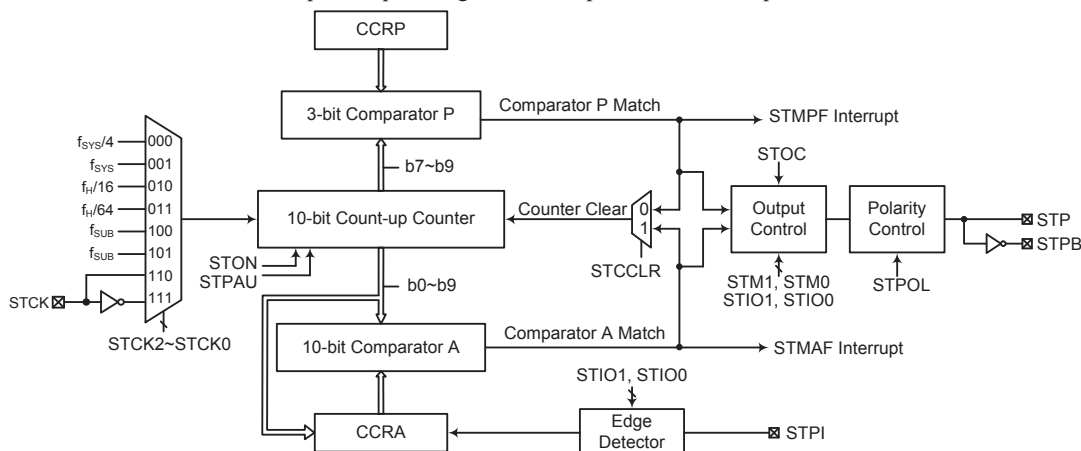 CCRP
3-bit Comparator P
Comparator P Match
STMPF Interrupt
b7~b9
fSYS/4
000
fSYS
001
fH/16
010
fH/64
011
fSUB
100
fSUB
101
110
111
STCK
STCK2~STCK0
10-bit Count-up Counter
STON
STPAU
Counter Clear
0
1
STCCLR
STOC
Output
Control
STM1, STM0
STIO1, STIO0
Polarity
Control
STPOL
STP
STPB
b0~b9
10-bit Comparator A
Comparator A Match
STMAF Interrupt
STIO1, STIO0
CCRA
Edge
Detector
STPI